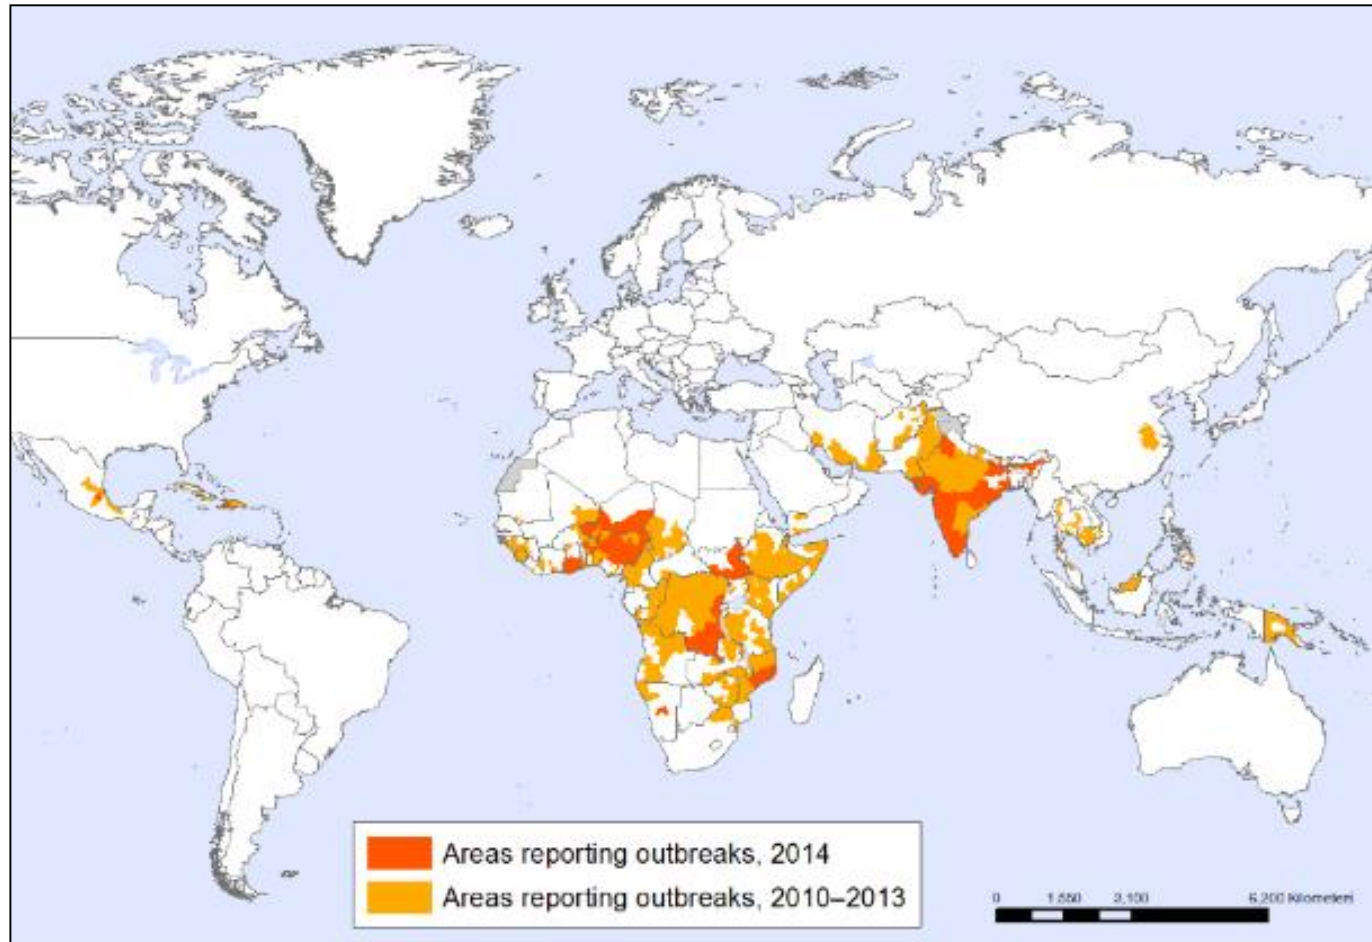 Areas reporting outbreaks, 2014
Areas reporting outbreaks, 2010–2013
0 1,550 3,100 6,200 Kilometers